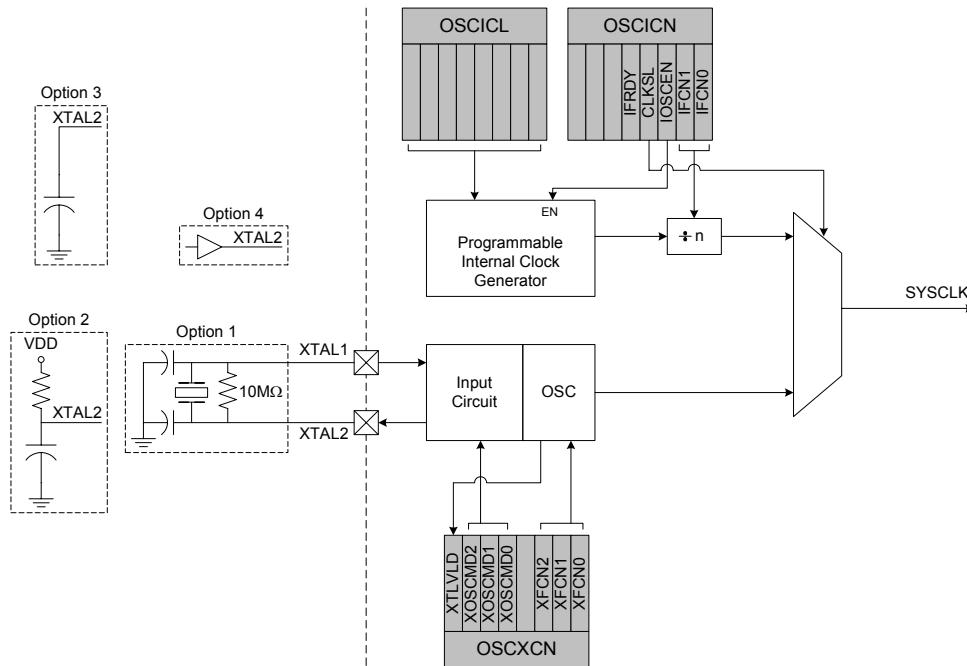 OSCICL
OSCICN
IFRDY
CLKSL
IOSCEN
IFCN1
IFCN0
Option 3
XTAL2
Option 4
XTAL2
EN
Programmable
Internal Clock
Generator
÷ n
SYSCLK
Option 2
VDD
XTAL2
Option 1
10MΩ
XTAL1
XTAL2
Input
Circuit
OSC
XTLVLD
XOSCMD2
XOSCMD1
XOSCMD0
XFCN2
XFCN1
XFCN0
OSCXCN